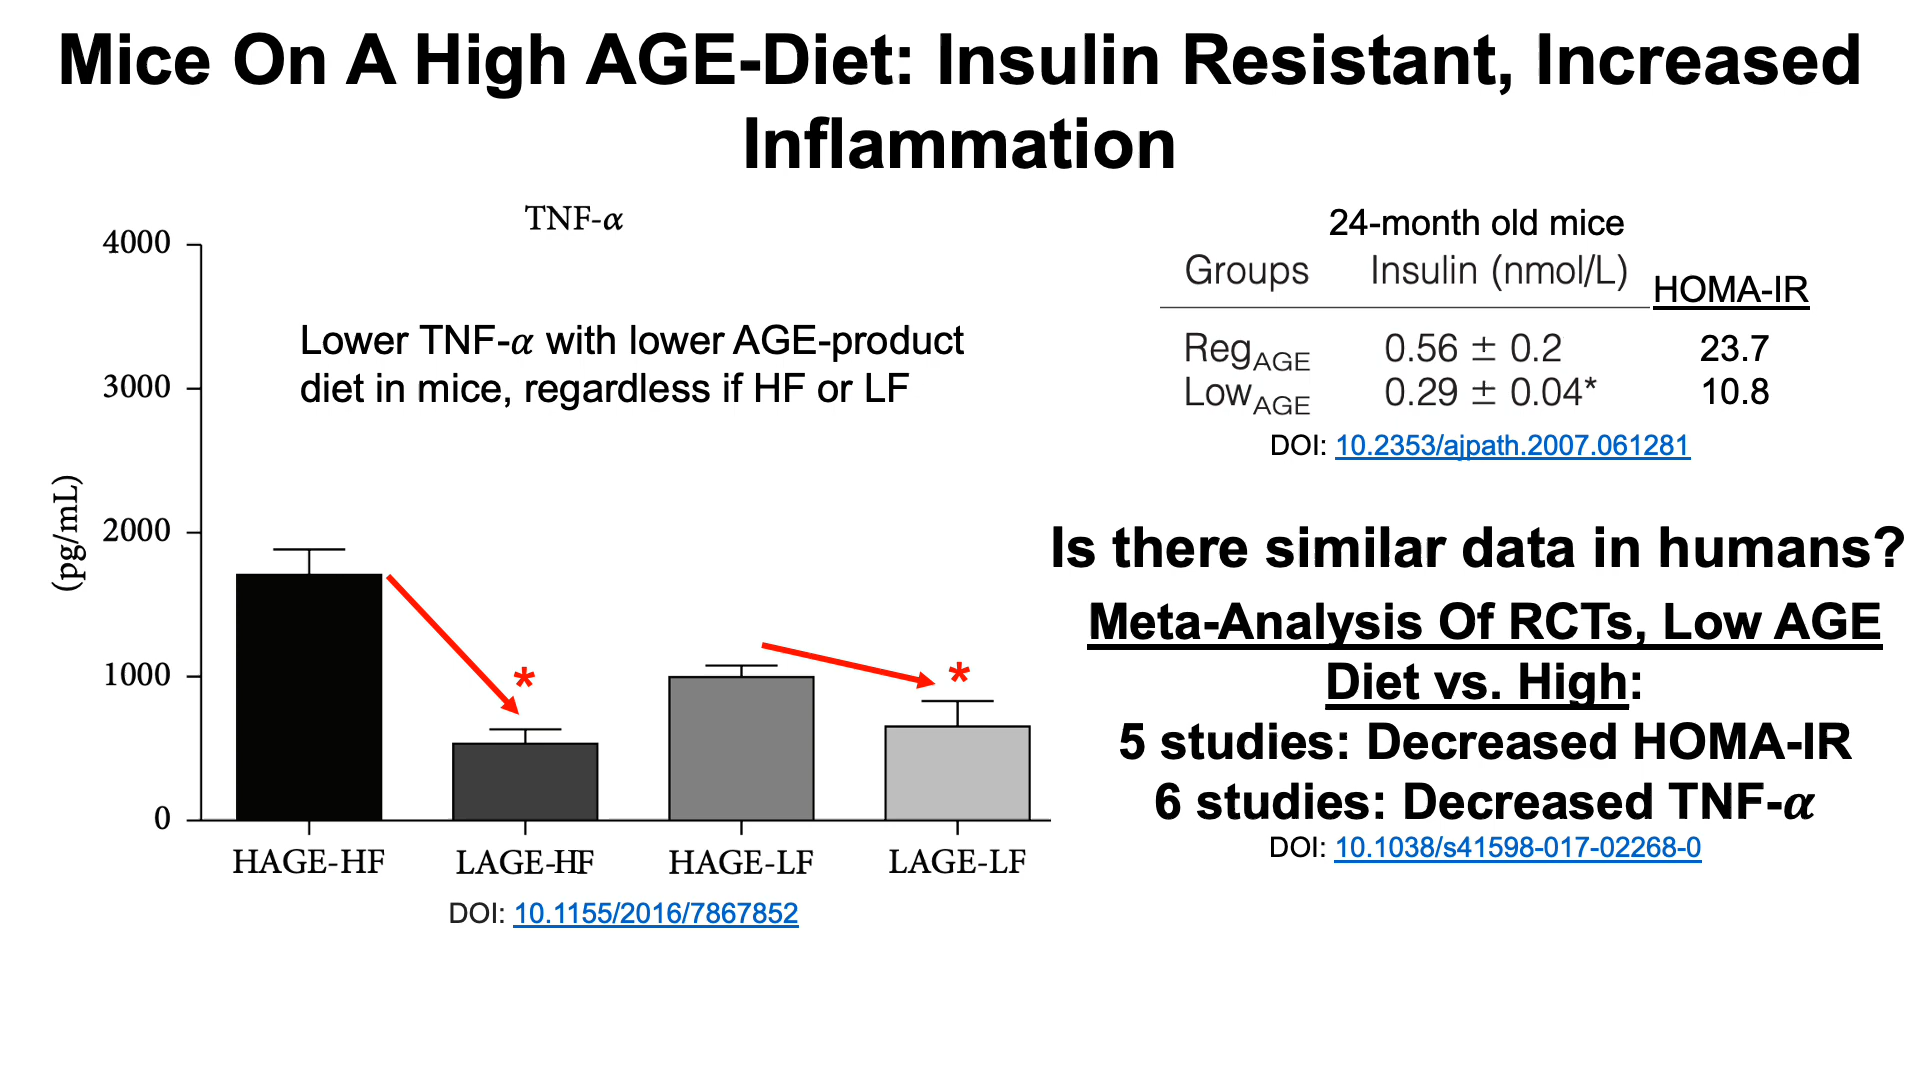 Mice On A High AGE-Diet: Insulin Resistant, Increased
Inflammation
TNF-α
4000
3000
2000
1000
0
(pg/mL)
Lower TNF-α with lower AGE-product
diet in mice, regardless if HF or LF
*
*
HAGE-HF LAGE-HF HAGE-LF LAGE-LF
DOI: 10.1155/2016/7867852
24-month old mice
Groups Insulin (nmol/L) HOMA-IR
RegAGE 0.56 ± 0.2 23.7
LowAGE 0.29 ± 0.04* 10.8
DOI: 10.2353/ajpath.2007.061281
Is there similar data in humans?
Meta-Analysis Of RCTs, Low AGE
Diet vs. High:
5 studies: Decreased HOMA-IR
6 studies: Decreased TNF-α
DOI: 10.1038/s41598-017-02268-0